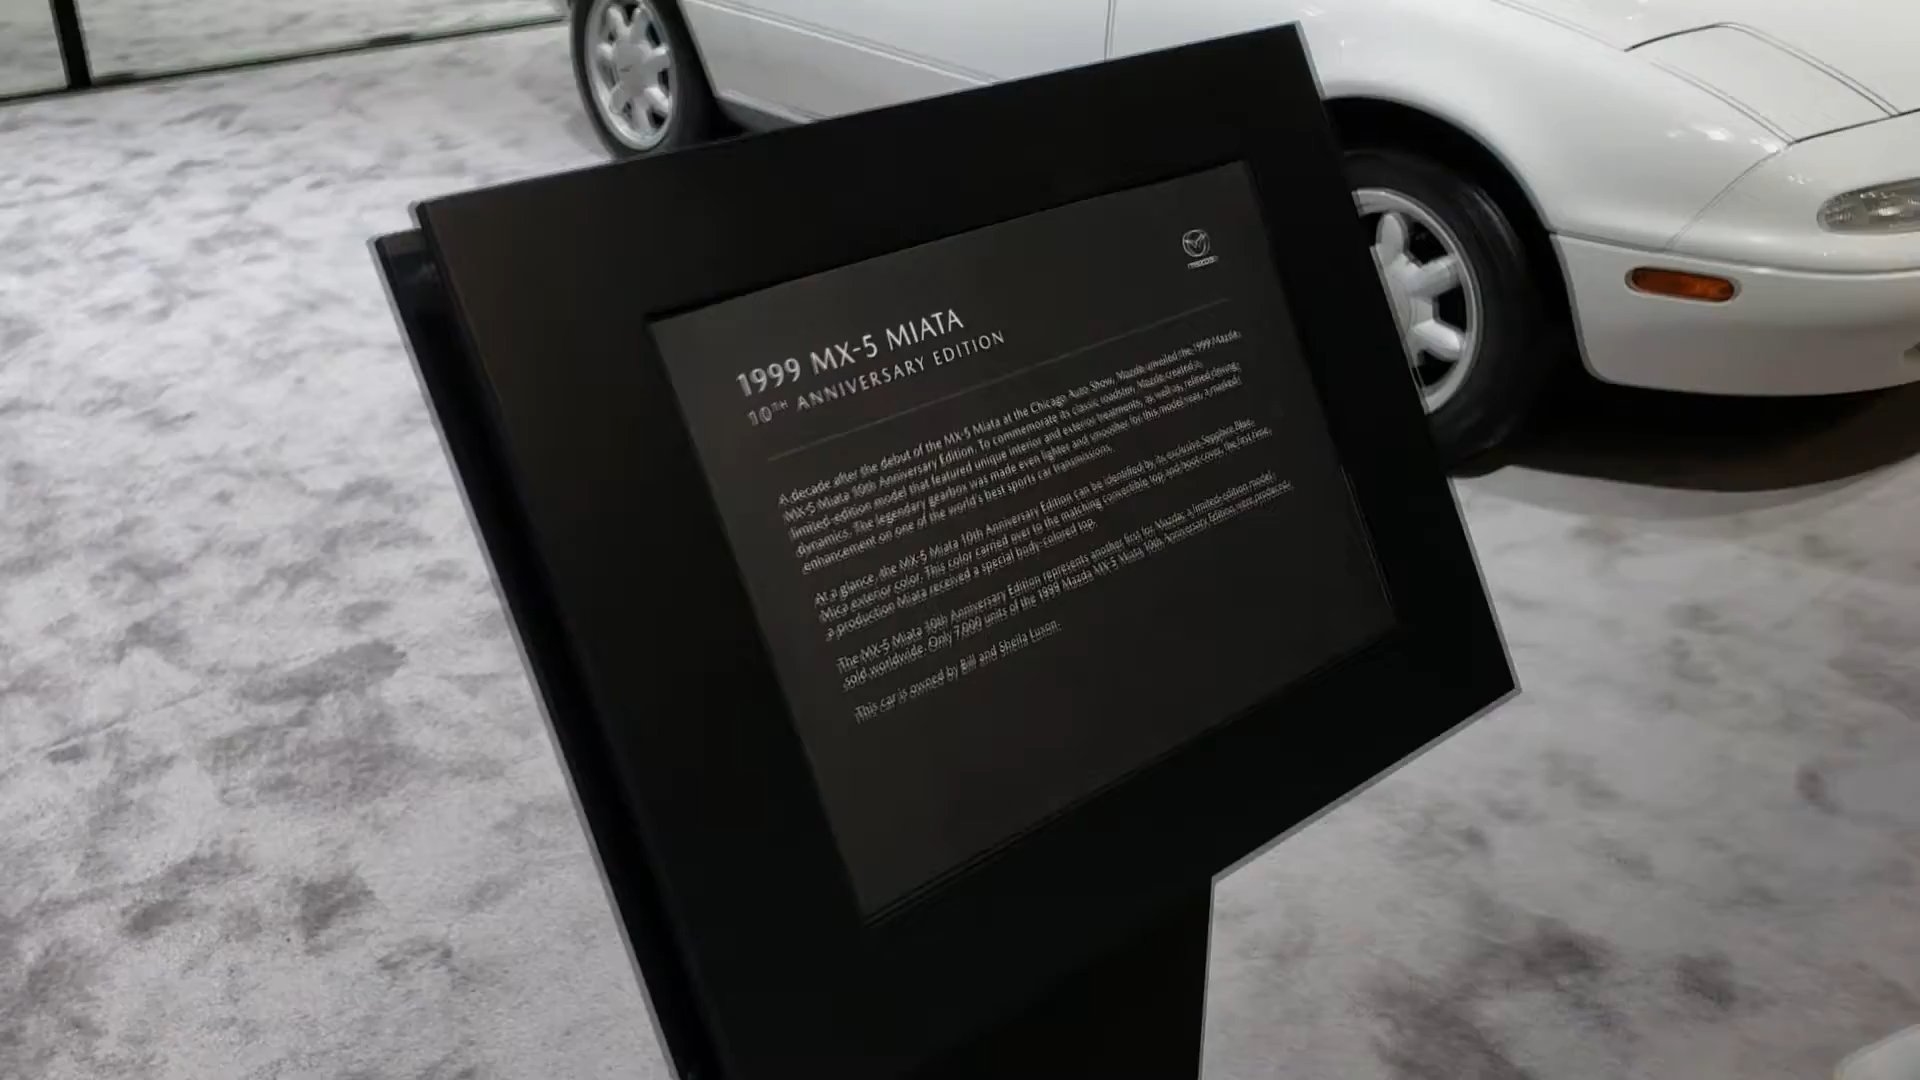 mazda
1999 MX-5 MIATA
10TH ANNIVERSARY EDITION
A decade after the debut of the MX-5 Miata at the Chicago Auto Show, Mazda unveiled the 1999 Mazda
MX-5 Miata 10th Anniversary Edition. To commemorate its classic roadster, Mazda created a
limited-edition model that featured unique interior and exterior treatments, as well as, refined driving
dynamics. The legendary gearbox was made even lighter and smoother for this model year, a marked
enhancement on one of the world's best sports car transmissions.
At a glance, the MX-5 Miata 10th Anniversary Edition can be identified by its exclusive Sapphire Blue
Mica exterior color. This color carried over to the matching convertible top and boot cover, the first time
a production Miata received a special body-colored top.
The MX-5 Miata 10th Anniversary Edition represents another first for Mazda: A limited-edition model
sold worldwide. Only 7,000 units of the 1999 Mazda MX-5 Miata 10th Anniversary Edition were produced.
This car is owned by Bill and Sheila Luxon.